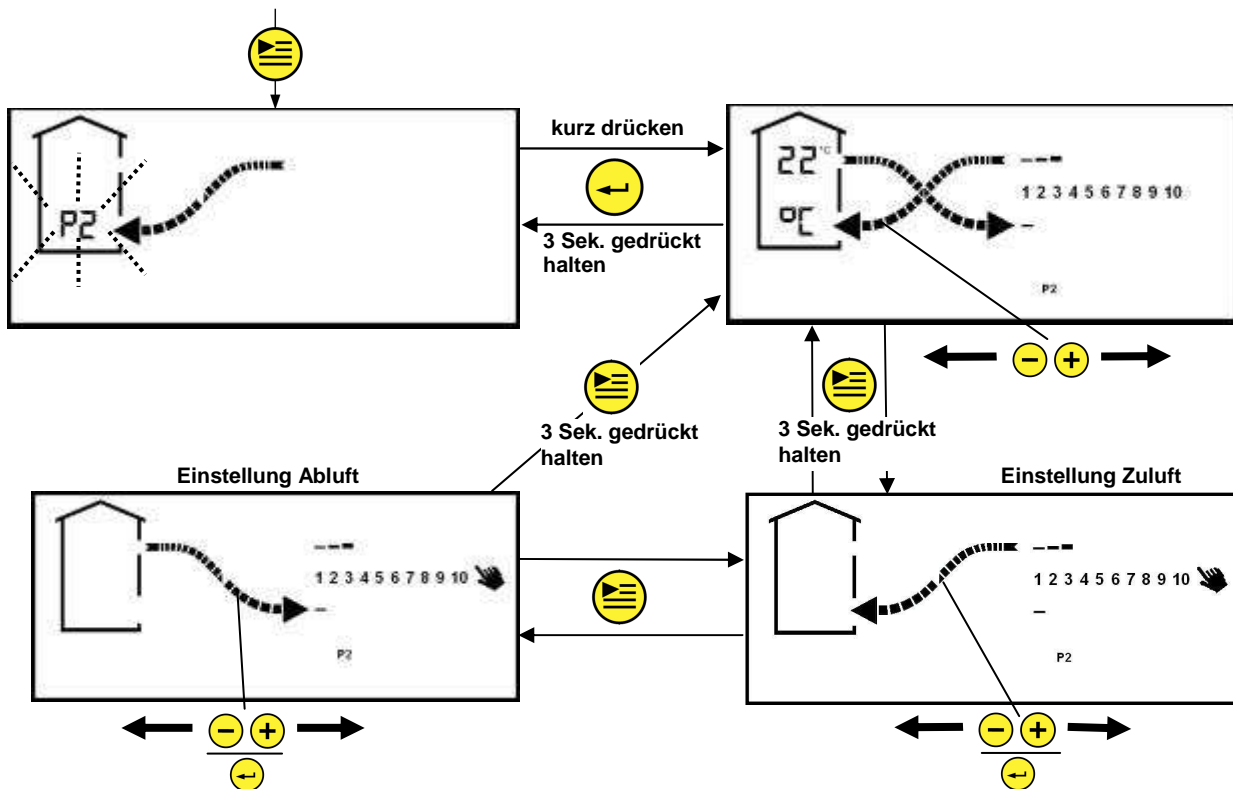 P2
kurz drücken
3 Sek. gedrückt
halten
22 °C
1 2 3 4 5 6 7 8 9 10
°C
P2
3 Sek. gedrückt
halten
3 Sek. gedrückt
halten
Einstellung Abluft
1 2 3 4 5 6 7 8 9 10
P2
Einstellung Zuluft
1 2 3 4 5 6 7 8 9 10
P2